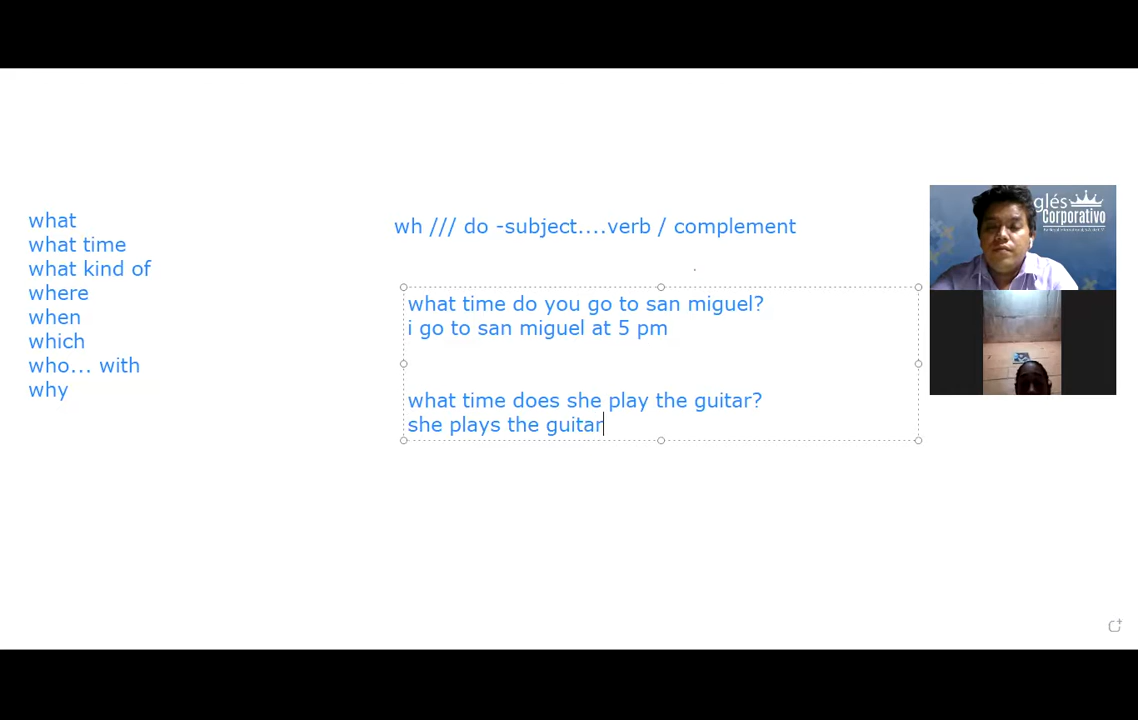 what
what time
what kind of
where
when
which
who... with
why
wh /// do -subject....verb / complement
what time do you go to san miguel?
i go to san miguel at 5 pm
what time does she play the guitar?
she plays the guitar
glés
Corporativo